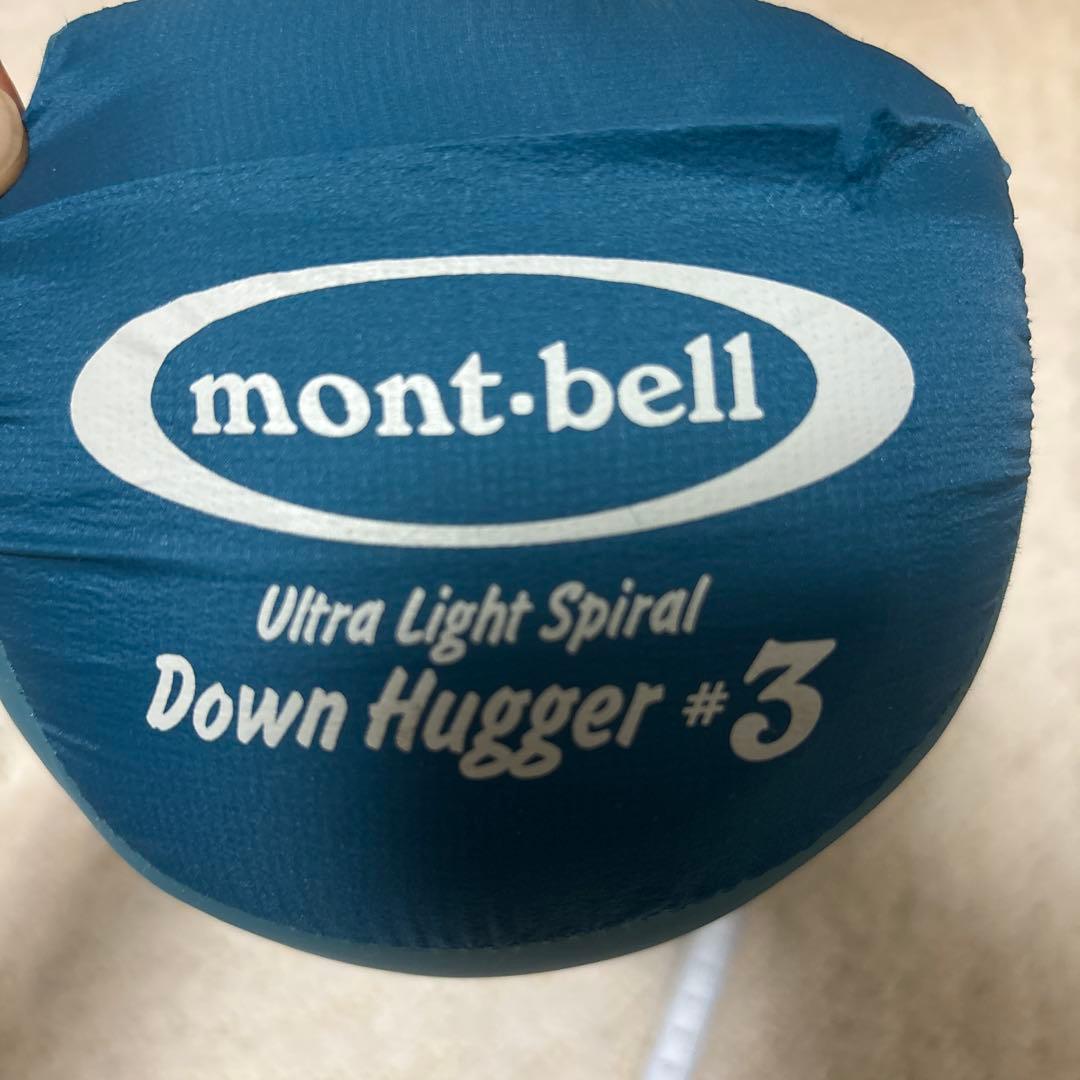 mont·bell
Ultra Light Spiral
Down Hugger #3